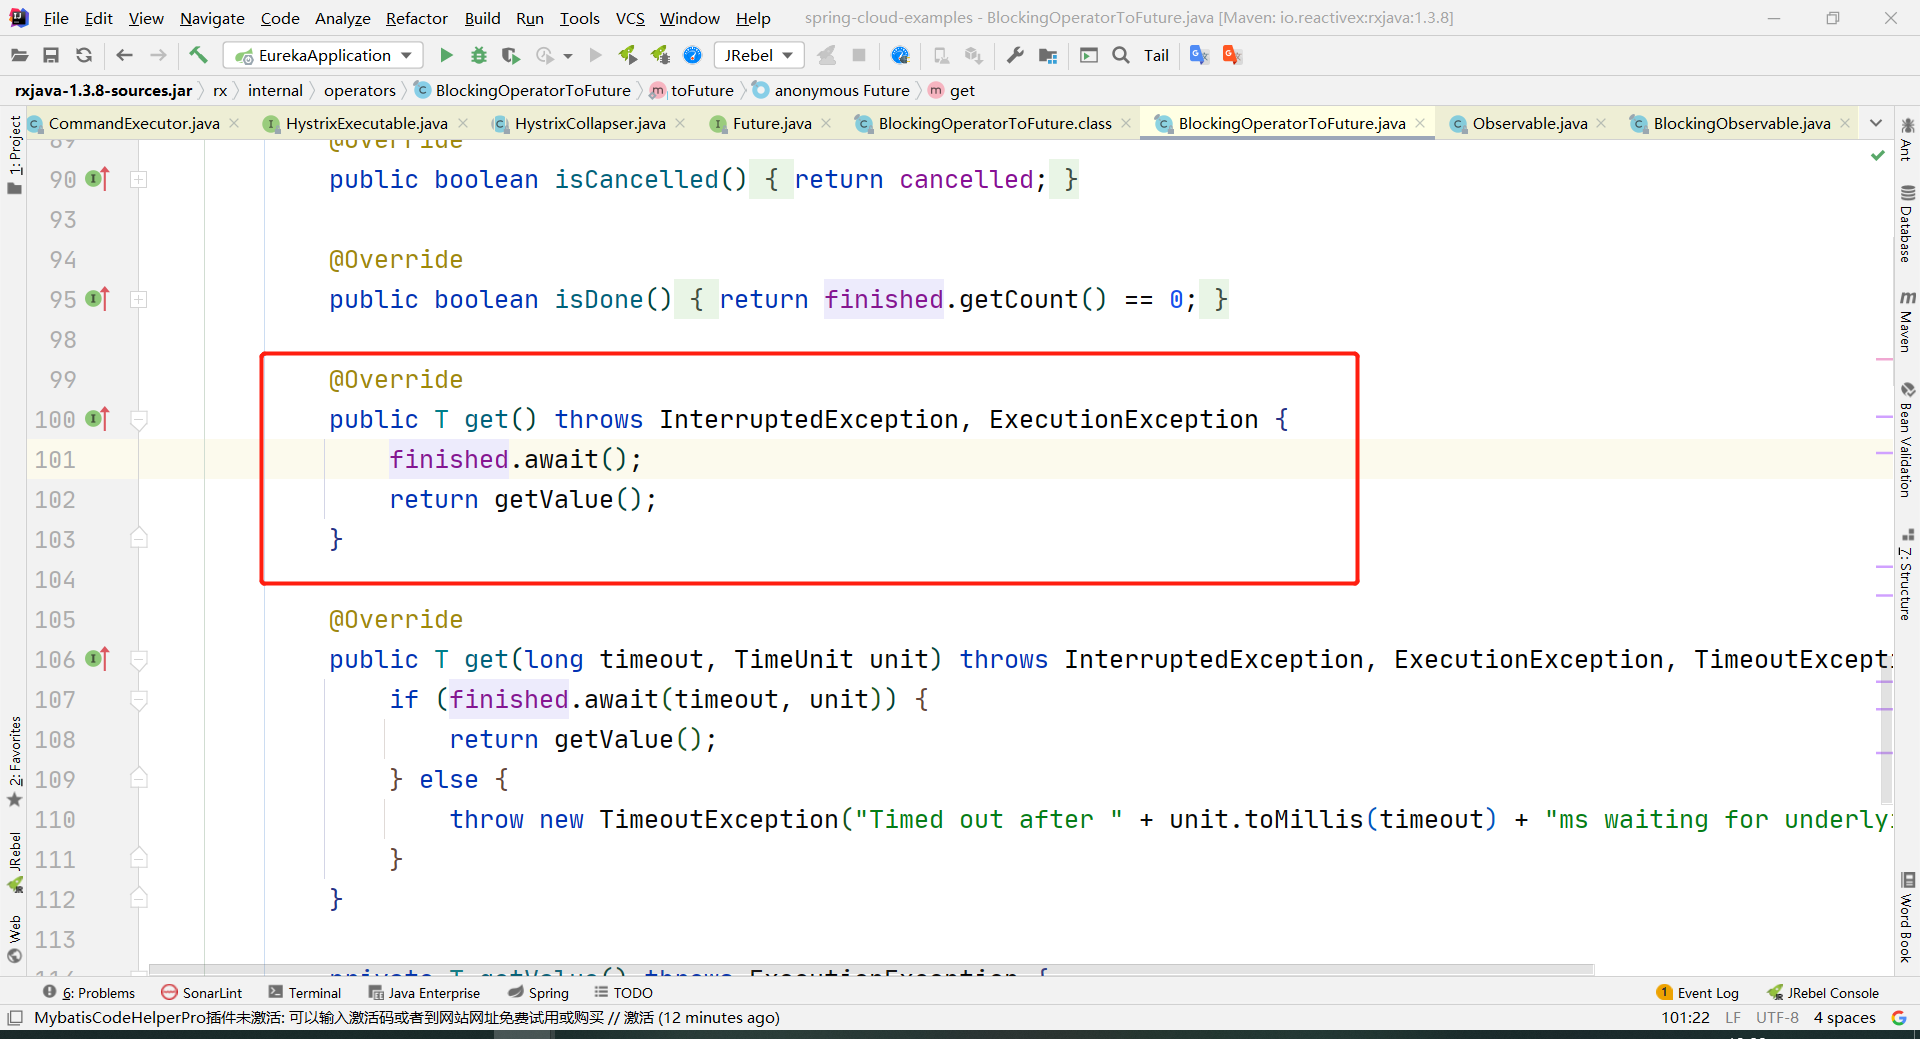 File Edit View Navigate Code Analyze Refactor Build Run Tools VCS Window Help spring-cloud-examples - BlockingOperatorToFuture.java [Maven: io.reactivex:rxjava:1.3.8]
EurekaApplication JRebel Tail
rxjava-1.3.8-sources.jar rx internal operators BlockingOperatorToFuture toFuture anonymous Future get
CommandExecutor.java HystrixExecutable.java HystrixCollapser.java Future.java BlockingOperatorToFuture.class BlockingOperatorToFuture.java Observable.java BlockingObservable.java
89 @Override
90 public boolean isCancelled() { return cancelled; }
93
94 @Override
95 public boolean isDone() { return finished.getCount() == 0; }
98
99 @Override
100 public T get() throws InterruptedException, ExecutionException {
101 finished.await();
102 return getValue();
103 }
104
105 @Override
106 public T get(long timeout, TimeUnit unit) throws InterruptedException, ExecutionException, TimeoutExcepti
107 if (finished.await(timeout, unit)) {
108 return getValue();
109 } else {
110 throw new TimeoutException("Timed out after " + unit.toMillis(timeout) + "ms waiting for underlyi
111 }
112 }
113
114 private T getValue() throws ExecutionException {
1: Project
2: Favorites
JRebel
Web
Ant
Database
Maven
Bean Validation
7: Structure
Word Book
6: Problems SonarLint Terminal Java Enterprise Spring TODO 1 Event Log JRebel Console
MybatisCodeHelperPro插件未激活: 可以输入激活码或者到网站网址免费试用或购买 // 激活 (12 minutes ago) 101:22 LF UTF-8 4 spaces